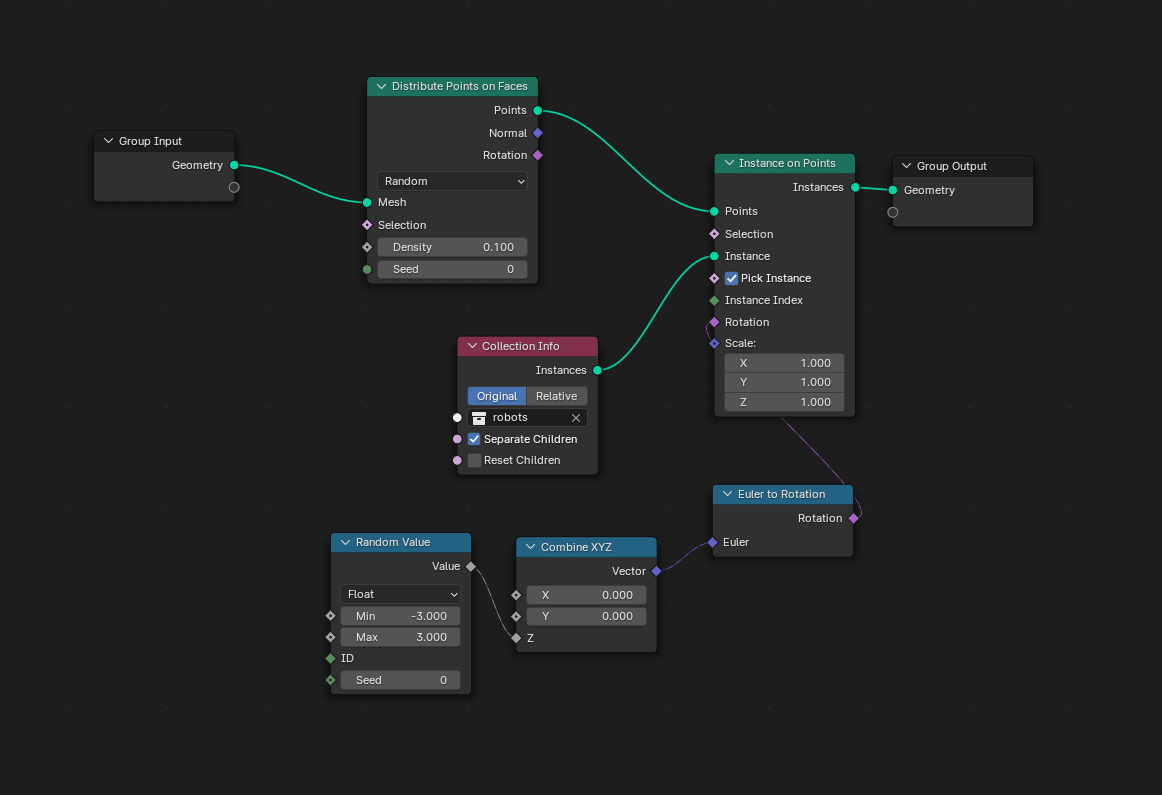 Group Input
Geometry
Distribute Points on Faces
Points
Normal
Rotation
Random
Mesh
Selection
Density 0.100
Seed 0
Collection Info
Instances
Original Relative
robots
Separate Children
Reset Children
Random Value
Value
Float
Min -3.000
Max 3.000
ID
Seed 0
Combine XYZ
Vector
X 0.000
Y 0.000
Z
Euler to Rotation
Rotation
Euler
Instance on Points
Instances
Points
Selection
Instance
Pick Instance
Instance Index
Rotation
Scale:
X 1.000
Y 1.000
Z 1.000
Group Output
Geometry